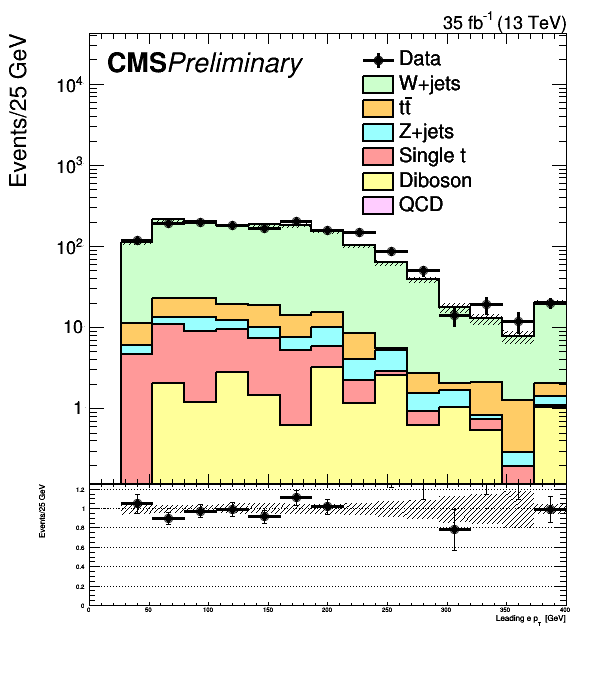 35 fb⁻¹ (13 TeV)
CMS Preliminary
Events/25 GeV
10⁴
10³
10²
10
1
Data
W+jets
tt̄
Z+jets
Single t
Diboson
QCD
Events/25 GeV
1.2
1
0.8
0.6
0.4
0.2
0
0 50 100 150 200 250 300 350 400
Leading e p_T [GeV]